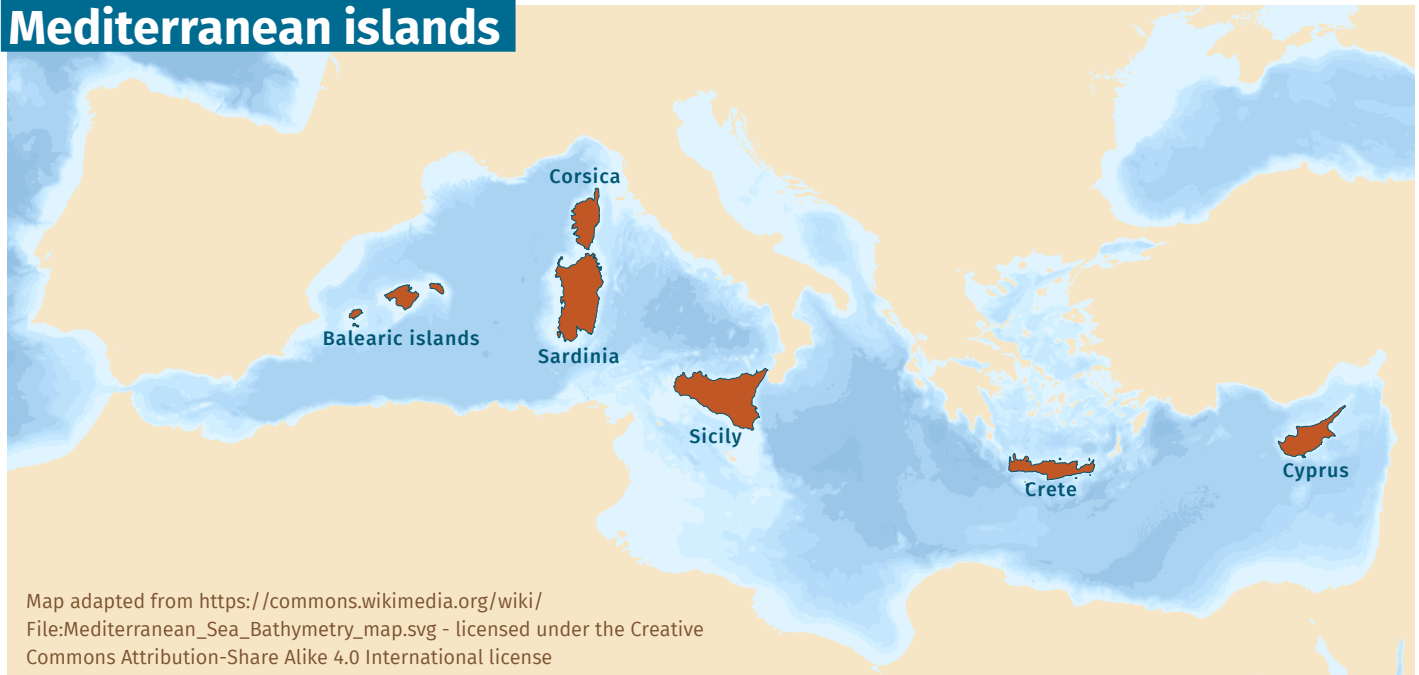 Mediterranean islands
Corsica
Balearic islands
Sardinia
Sicily
Crete
Cyprus
Map adapted from https://commons.wikimedia.org/wiki/
File:Mediterranean_Sea_Bathymetry_map.svg - licensed under the Creative
Commons Attribution-Share Alike 4.0 International license